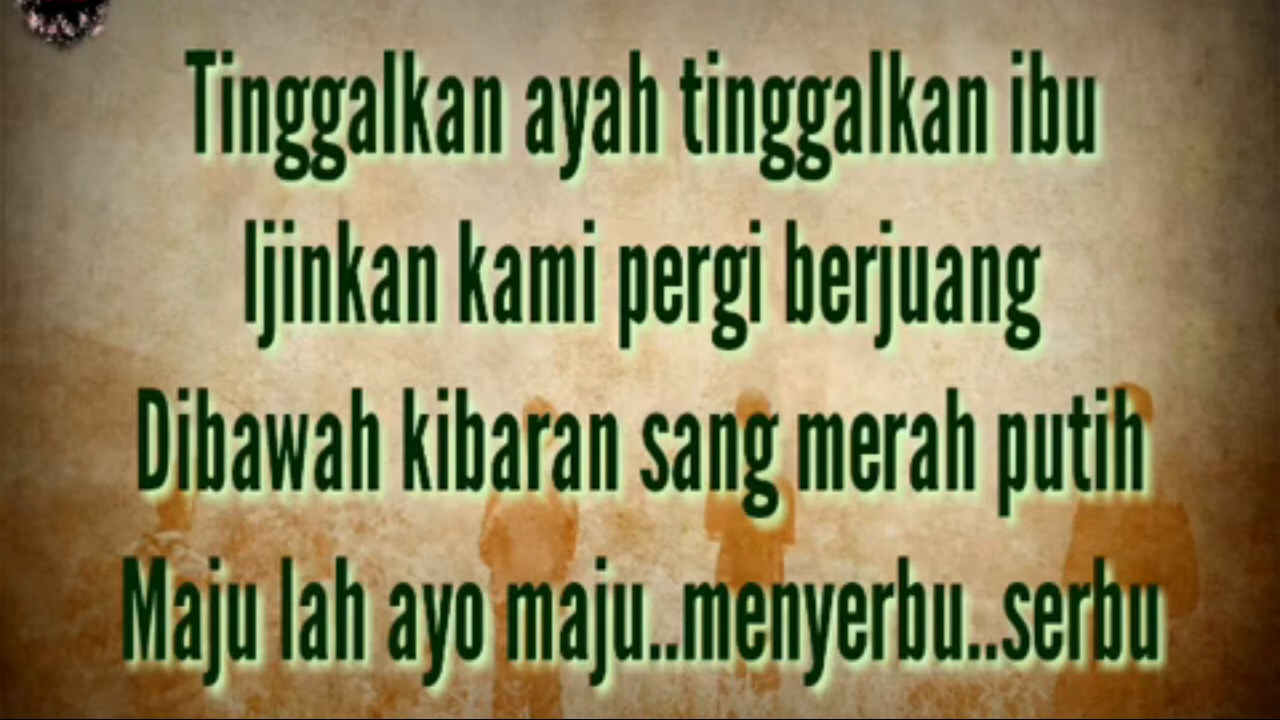 Tinggalkan ayah tinggalkan ibu
Ijinkan kami pergi berjuang
Dibawah kibaran sang merah putih
Maju lah ayo maju..menyerbu..serbu